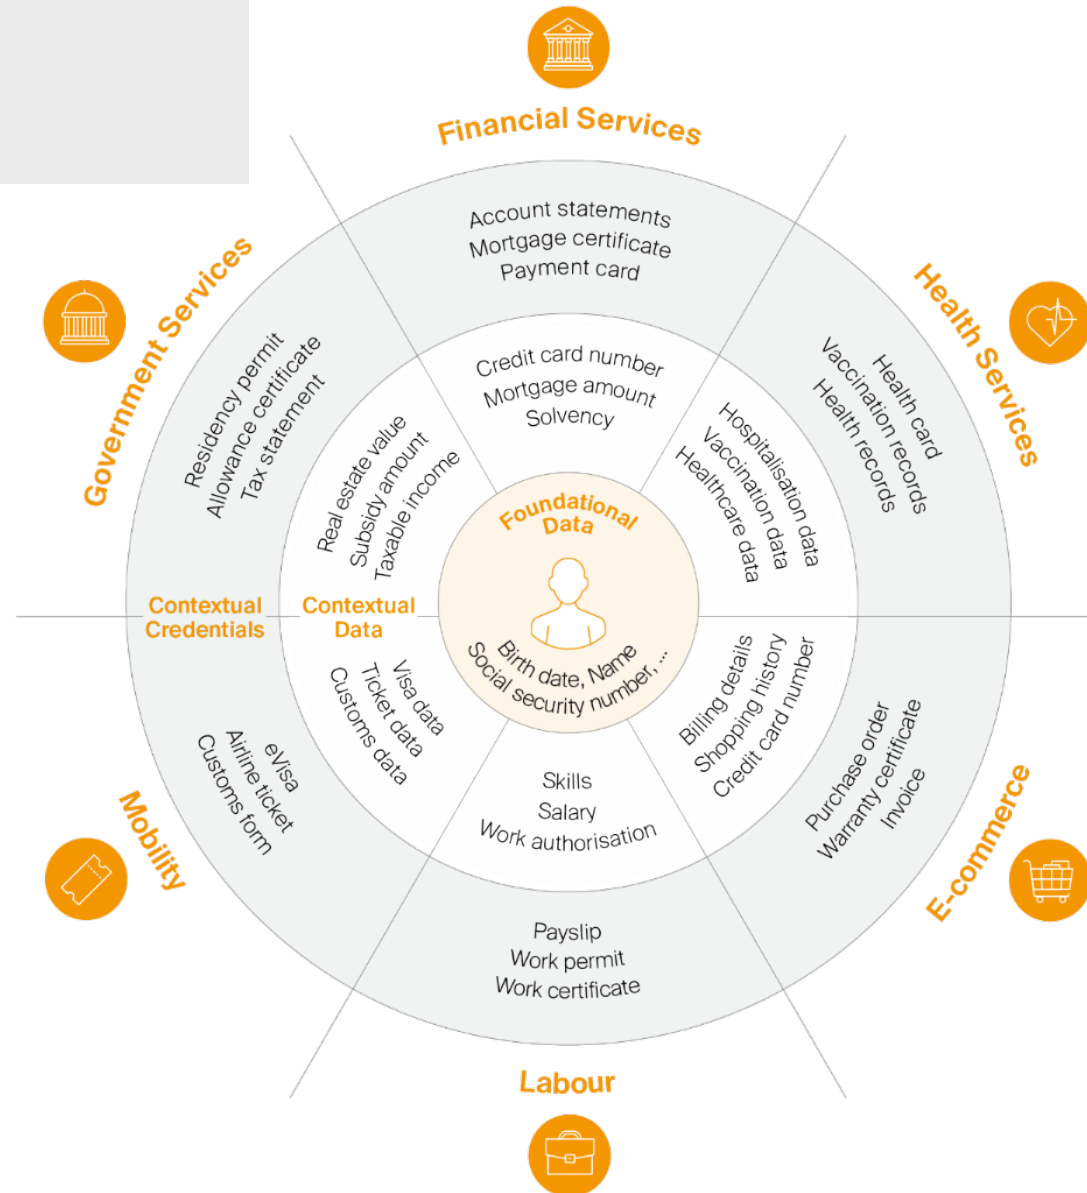 Financial Services
Account statements
Mortgage certificate
Payment card
Credit card number
Mortgage amount
Solvency
Health Services
Health card
Vaccination records
Health records
Hospitalisation data
Vaccination data
Healthcare data
E-commerce
Purchase order
Warranty certificate
Invoice
Billing details
Shopping history
Credit card number
Labour
Skills
Salary
Work authorisation
Payslip
Work permit
Work certificate
Mobility
eVisa
Airline ticket
Customs form
Visa data
Ticket data
Customs data
Government Services
Residency permit
Allowance certificate
Tax statement
Real estate value
Subsidy amount
Taxable income
Contextual
Credentials
Contextual
Data
Foundational
Data
Birth date, Name
Social security number, ...